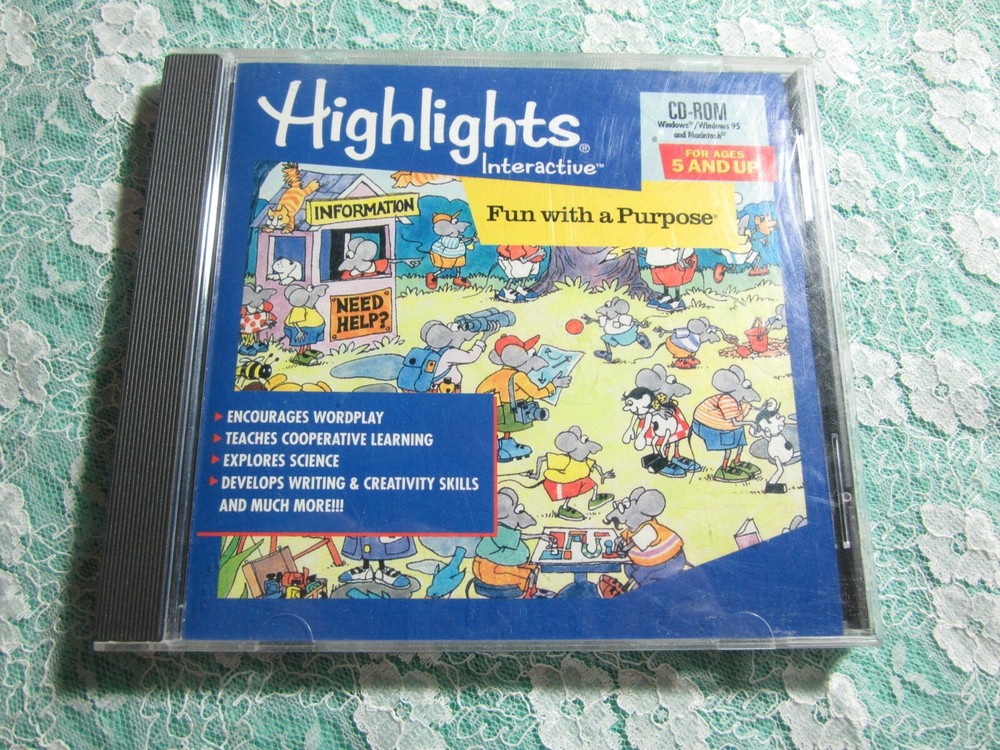 Highlights®
Interactive™
CD-ROM
Windows®/Windows 95
and Macintosh®
FOR AGES
5 AND UP
Fun with a Purpose®
INFORMATION
NEED
HELP?
ENCOURAGES WORDPLAY
TEACHES COOPERATIVE LEARNING
EXPLORES SCIENCE
DEVELOPS WRITING & CREATIVITY SKILLS
AND MUCH MORE!!!